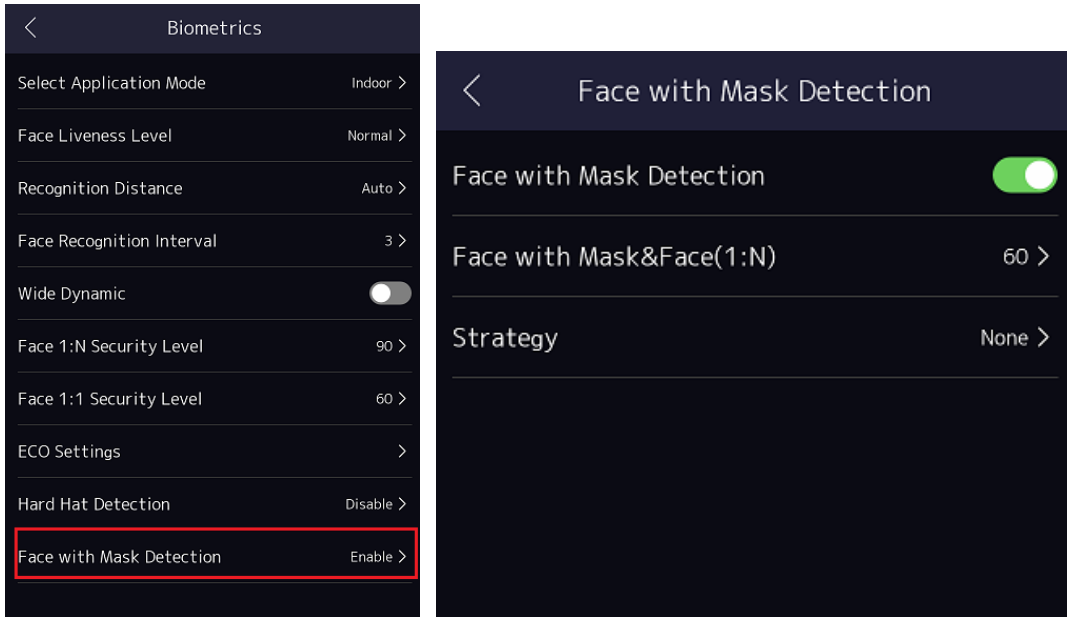 Biometrics
Select Application Mode Indoor
Face Liveness Level Normal
Recognition Distance Auto
Face Recognition Interval 3
Wide Dynamic
Face 1:N Security Level 90
Face 1:1 Security Level 60
ECO Settings
Hard Hat Detection Disable
Face with Mask Detection Enable
Face with Mask Detection
Face with Mask Detection
Face with Mask&Face(1:N) 60
Strategy None